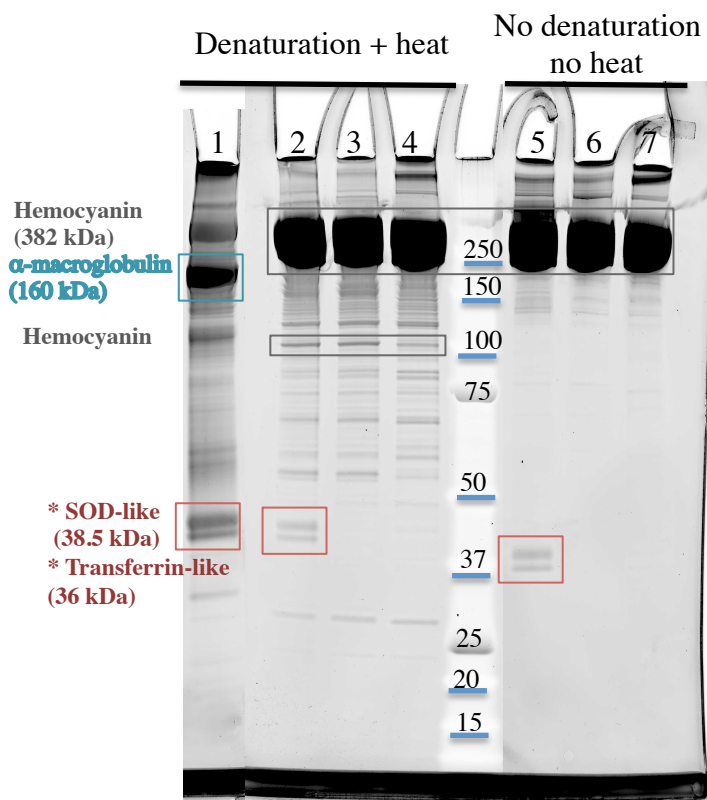 Denaturation + heat
No denaturation
no heat
1
2
3
4
5
6
7
Hemocyanin
(382 kDa)
α-macroglobulin
(160 kDa)
Hemocyanin
* SOD-like
(38.5 kDa)
* Transferrin-like
(36 kDa)
250
150
100
75
50
37
25
20
15